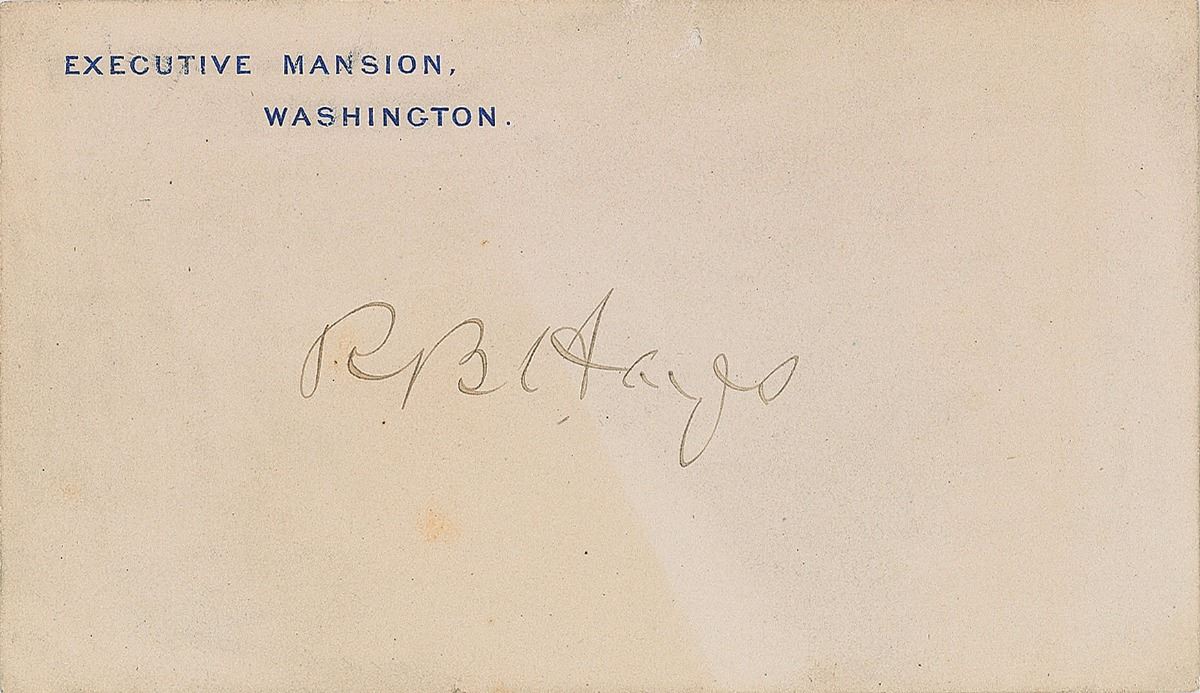 EXECUTIVE MANSION,
WASHINGTON.
R B Hayes